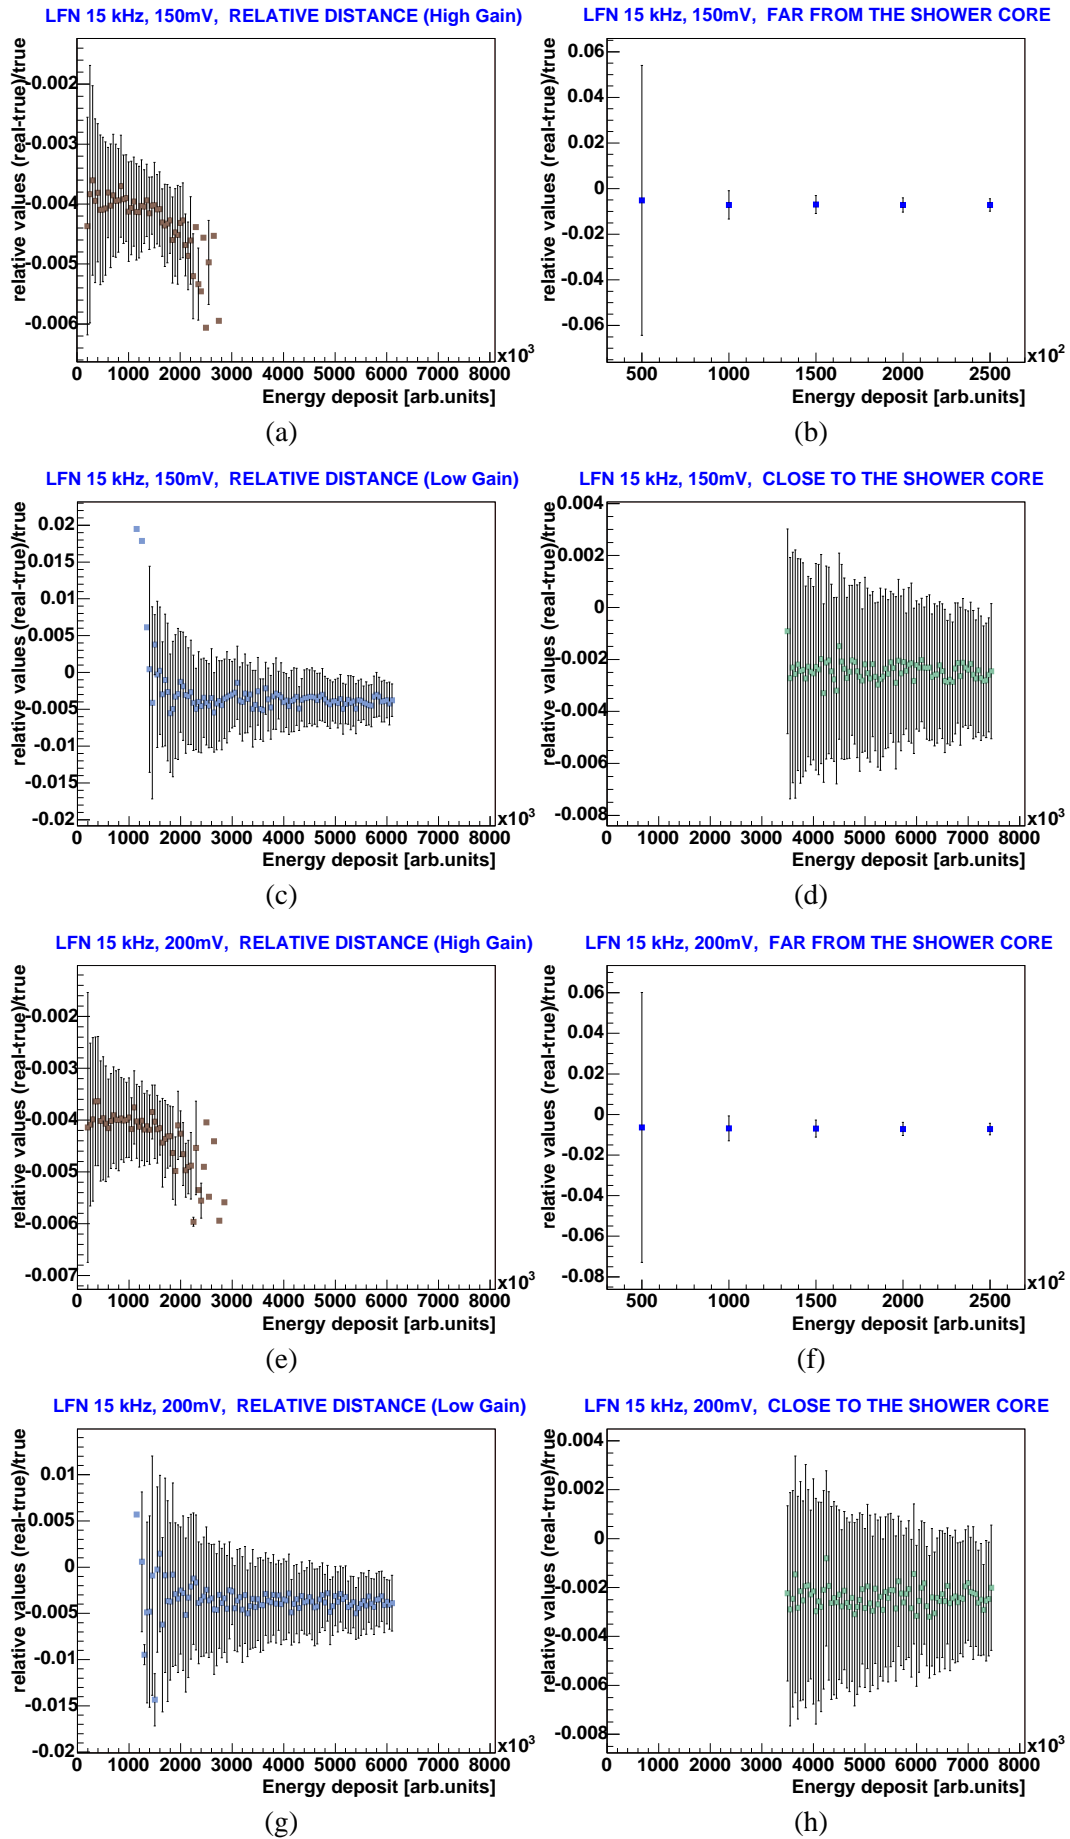 LFN 15 kHz, 150mV,  RELATIVE DISTANCE (High Gain)
relative values (real-true)/true
-0.002
-0.003
-0.004
-0.005
-0.006
0 1000 2000 3000 4000 5000 6000 7000 8000
x10³
Energy deposit [arb.units]
(a)
LFN 15 kHz, 150mV,  FAR FROM THE SHOWER CORE
relative values (real-true)/true
0.06
0.04
0.02
0
-0.02
-0.04
-0.06
500 1000 1500 2000 2500
x10²
Energy deposit [arb.units]
(b)
LFN 15 kHz, 150mV,  RELATIVE DISTANCE (Low Gain)
relative values (real-true)/true
0.02
0.015
0.01
0.005
0
-0.005
-0.01
-0.015
-0.02
0 1000 2000 3000 4000 5000 6000 7000 8000
x10³
Energy deposit [arb.units]
(c)
LFN 15 kHz, 150mV,  CLOSE TO THE SHOWER CORE
relative values (real-true)/true
0.004
0.002
0
-0.002
-0.004
-0.006
-0.008
0 1000 2000 3000 4000 5000 6000 7000 8000
x10³
Energy deposit [arb.units]
(d)
LFN 15 kHz, 200mV,  RELATIVE DISTANCE (High Gain)
relative values (real-true)/true
-0.002
-0.003
-0.004
-0.005
-0.006
-0.007
0 1000 2000 3000 4000 5000 6000 7000 8000
x10³
Energy deposit [arb.units]
(e)
LFN 15 kHz, 200mV,  FAR FROM THE SHOWER CORE
relative values (real-true)/true
0.06
0.04
0.02
0
-0.02
-0.04
-0.06
-0.08
500 1000 1500 2000 2500
x10²
Energy deposit [arb.units]
(f)
LFN 15 kHz, 200mV,  RELATIVE DISTANCE (Low Gain)
relative values (real-true)/true
0.01
0.005
0
-0.005
-0.01
-0.015
-0.02
0 1000 2000 3000 4000 5000 6000 7000 8000
x10³
Energy deposit [arb.units]
(g)
LFN 15 kHz, 200mV,  CLOSE TO THE SHOWER CORE
relative values (real-true)/true
0.004
0.002
0
-0.002
-0.004
-0.006
-0.008
0 1000 2000 3000 4000 5000 6000 7000 8000
x10³
Energy deposit [arb.units]
(h)